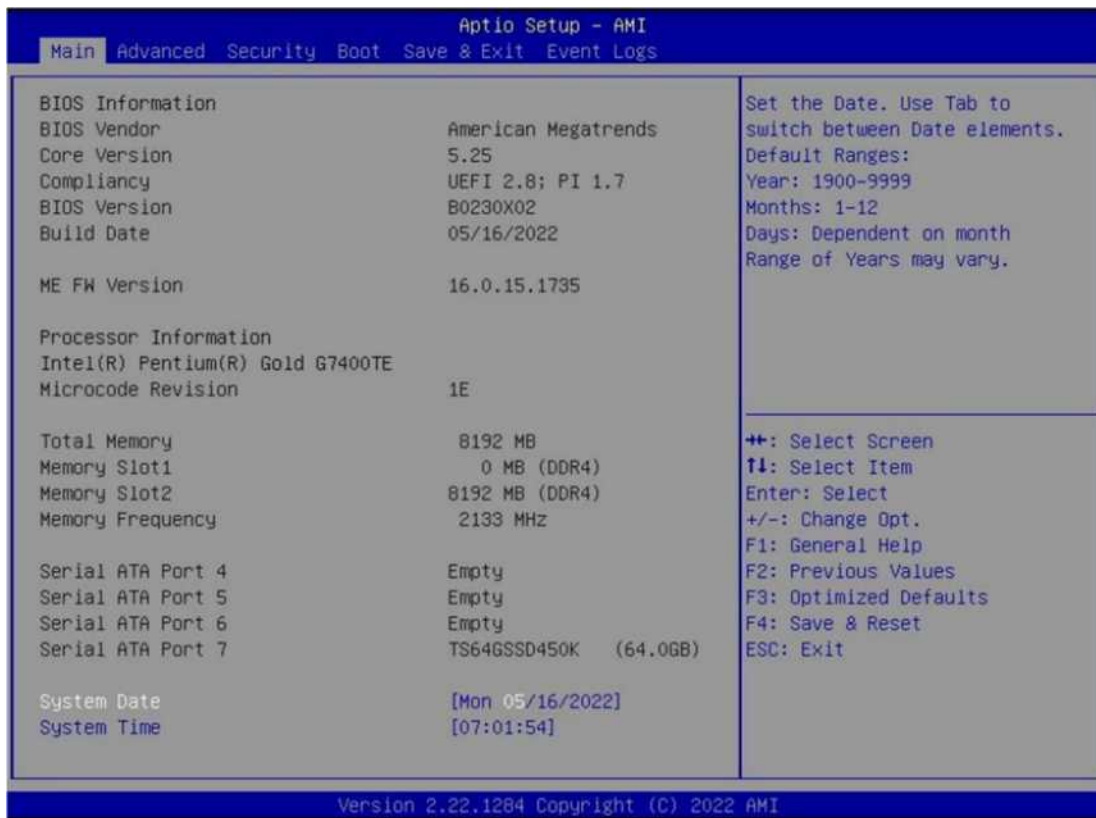 Aptio Setup - AMI
Main Advanced Security Boot Save & Exit Event Logs
BIOS Information
BIOS Vendor American Megatrends
Core Version 5.25
Compliancy UEFI 2.8; PI 1.7
BIOS Version B0230X02
Build Date 05/16/2022
ME FW Version 16.0.15.1735
Processor Information
Intel(R) Pentium(R) Gold G7400TE
Microcode Revision 1E
Total Memory 8192 MB
Memory Slot1 0 MB (DDR4)
Memory Slot2 8192 MB (DDR4)
Memory Frequency 2133 MHz
Serial ATA Port 4 Empty
Serial ATA Port 5 Empty
Serial ATA Port 6 Empty
Serial ATA Port 7 TS64GSSD450K (64.0GB)
System Date [Mon 05/16/2022]
System Time [07:01:54]
Set the Date. Use Tab to
switch between Date elements.
Default Ranges:
Year: 1900-9999
Months: 1-12
Days: Dependent on month
Range of Years may vary.
→←: Select Screen
↑↓: Select Item
Enter: Select
+/-: Change Opt.
F1: General Help
F2: Previous Values
F3: Optimized Defaults
F4: Save & Reset
ESC: Exit
Version 2.22.1284 Copyright (C) 2022 AMI